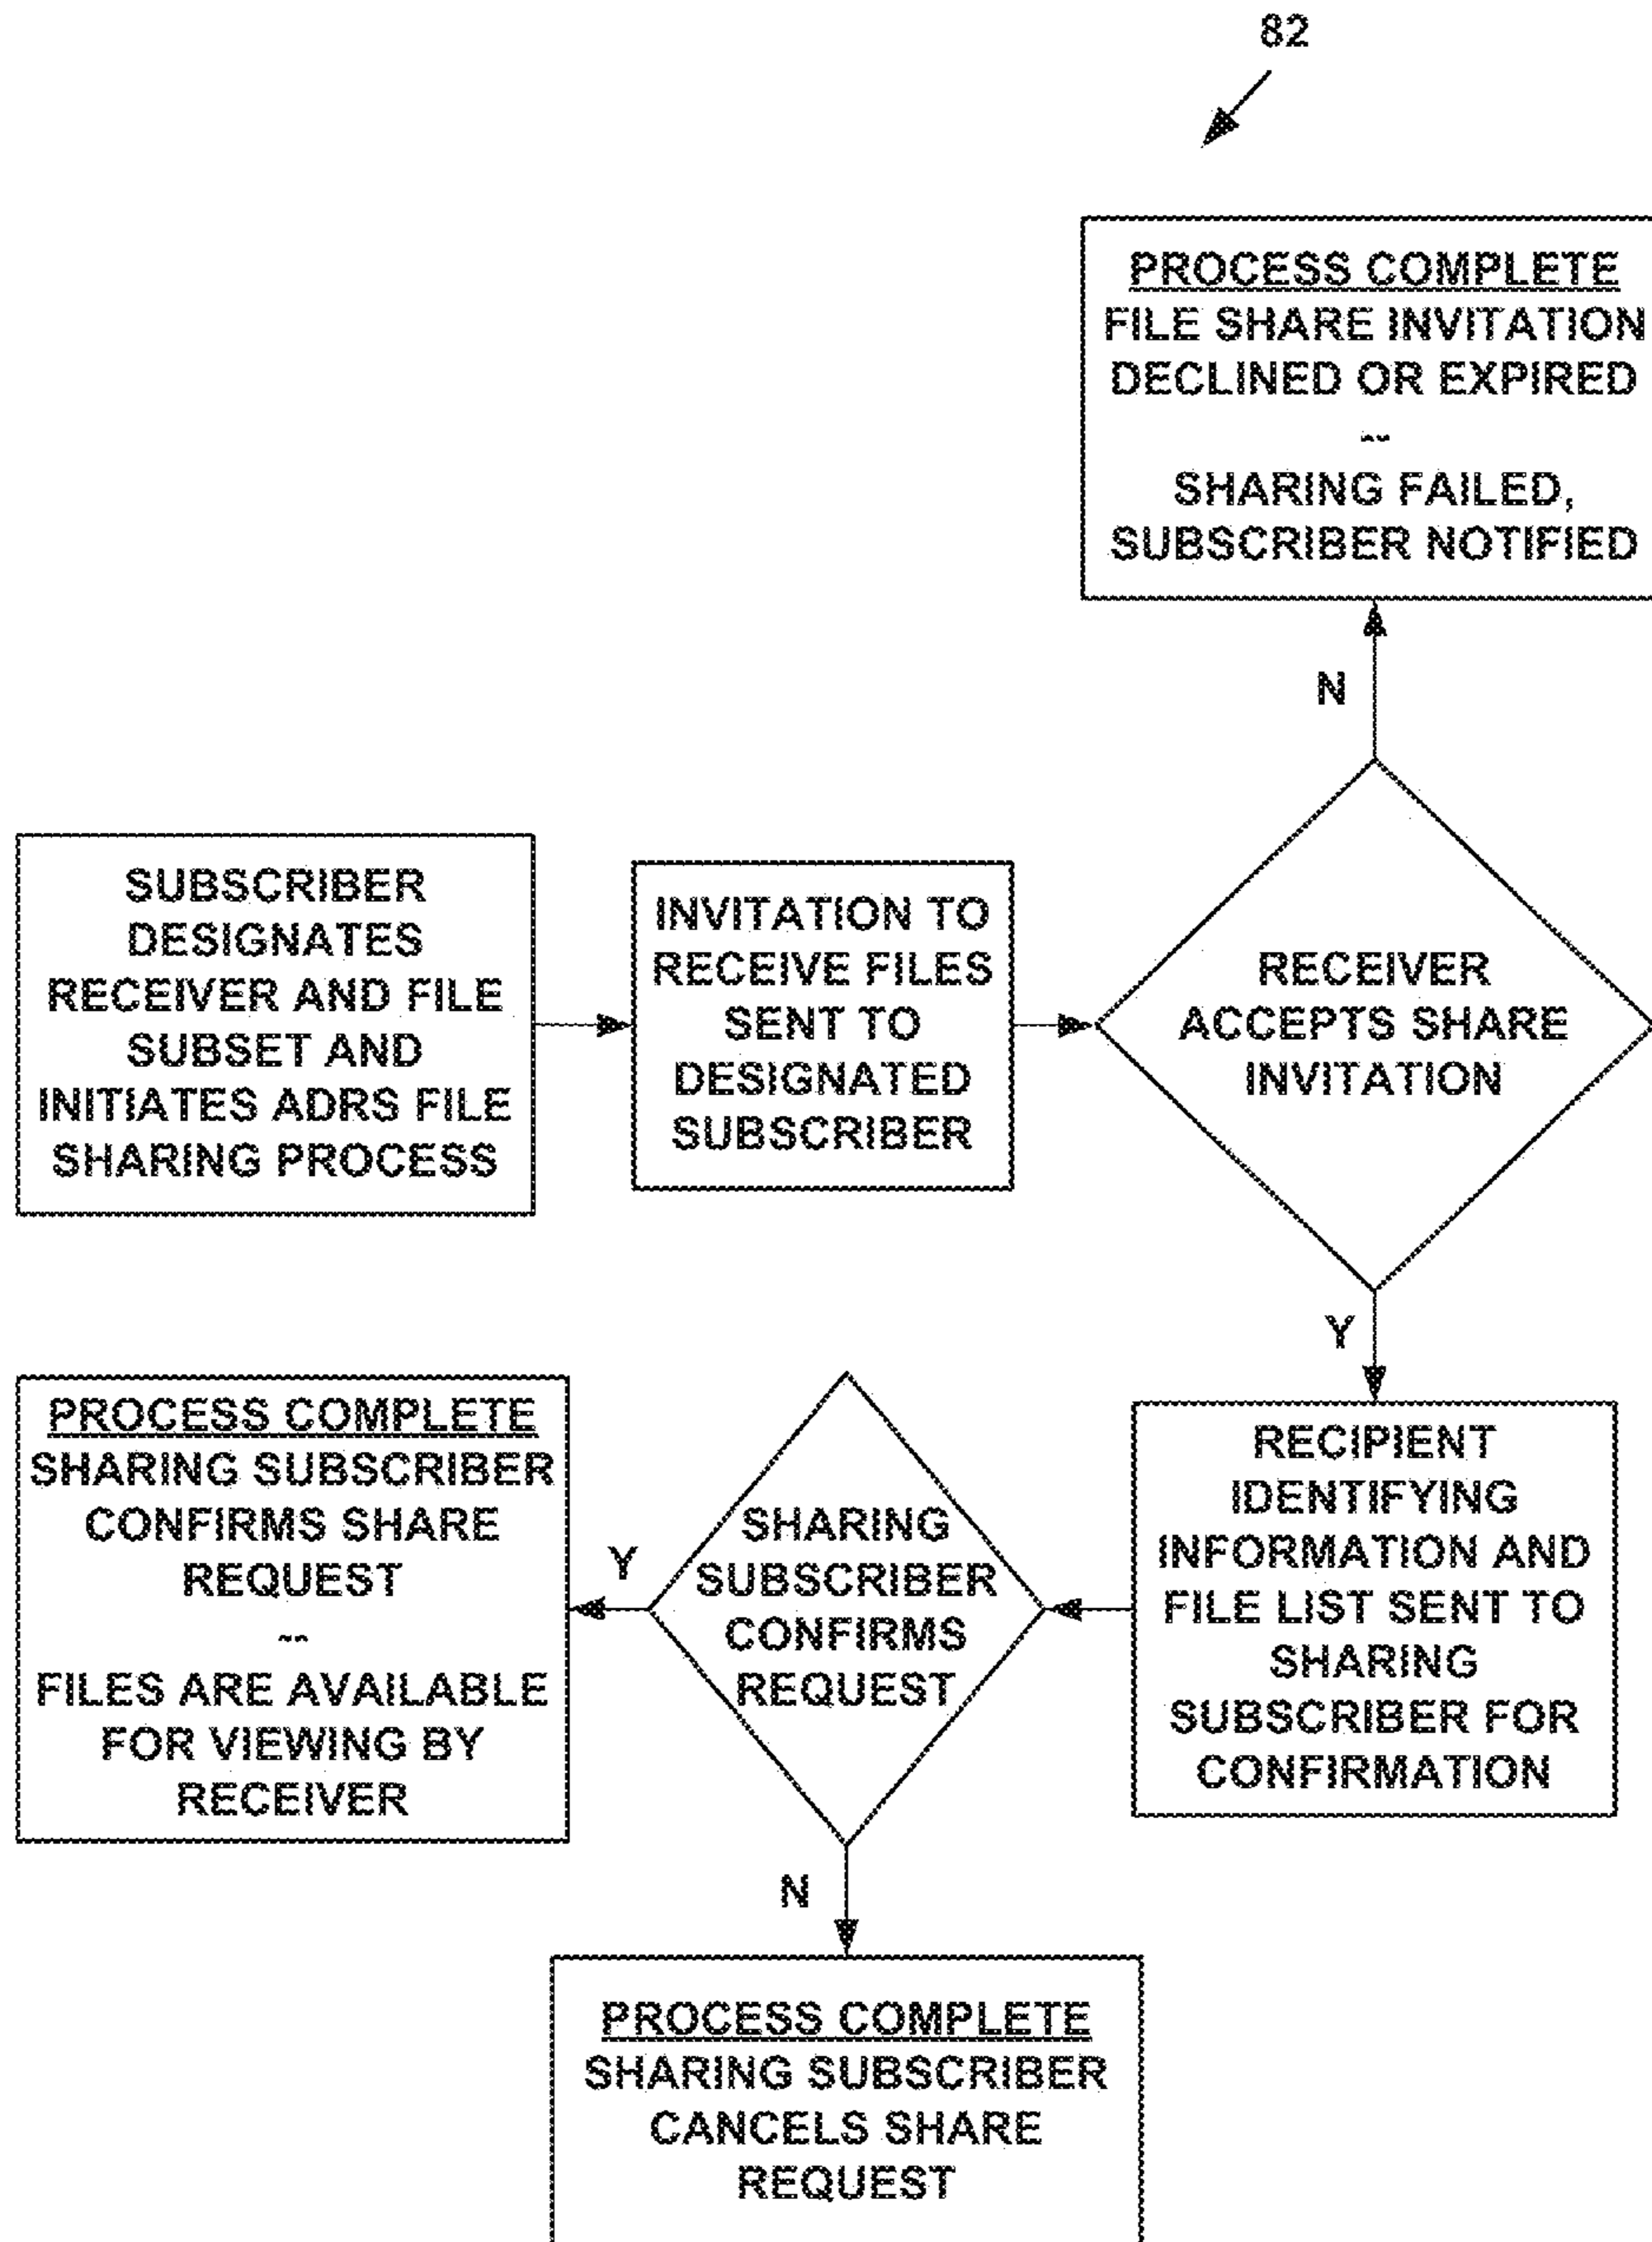 82
PROCESS COMPLETE
FILE SHARE INVITATION
DECLINED OR EXPIRED
--
SHARING FAILED,
SUBSCRIBER NOTIFIED
N
SUBSCRIBER
DESIGNATES
RECEIVER AND FILE
SUBSET AND
INITIATES ADRS FILE
SHARING PROCESS
INVITATION TO
RECEIVE FILES
SENT TO
DESIGNATED
SUBSCRIBER
RECEIVER
ACCEPTS SHARE
INVITATION
Y
RECIPIENT
IDENTIFYING
INFORMATION AND
FILE LIST SENT TO
SHARING
SUBSCRIBER FOR
CONFIRMATION
SHARING
SUBSCRIBER
CONFIRMS
REQUEST
Y
PROCESS COMPLETE
SHARING SUBSCRIBER
CONFIRMS SHARE
REQUEST
--
FILES ARE AVAILABLE
FOR VIEWING BY
RECEIVER
N
PROCESS COMPLETE
SHARING SUBSCRIBER
CANCELS SHARE
REQUEST